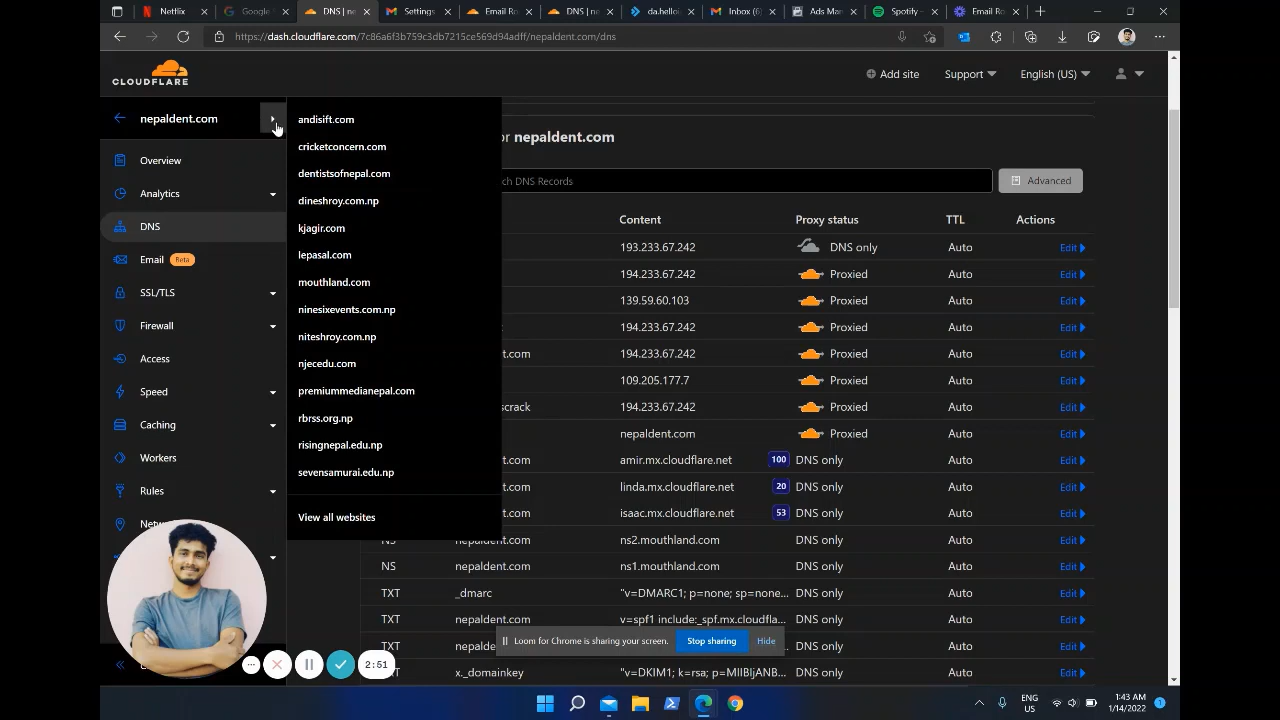 Netflix
Google
DNS | ne
Settings
Email Ro
DNS | ne
da.hello
Inbox (6)
Ads Man
Spotify –
Email Ro
https://dash.cloudflare.com/7c86a6f3b759c3db7215ce569d94adff/nepaldent.com/dns
CLOUDFLARE
Add site
Support
English (US)
nepaldent.com
Overview
Analytics
DNS
Email Beta
SSL/TLS
Firewall
Access
Speed
Caching
Workers
Rules
Netw
andisift.com
cricketconcern.com
dentistsofnepal.com
dineshroy.com.np
kjagir.com
lepasal.com
mouthland.com
ninesixevents.com.np
niteshroy.com.np
njecedu.com
premiummedianepal.com
rbrss.org.np
risingnepal.edu.np
sevensamurai.edu.np
View all websites
or nepaldent.com
ch DNS Records
Advanced
Content Proxy status TTL Actions
193.233.67.242 DNS only Auto Edit
194.233.67.242 Proxied Auto Edit
139.59.60.103 Proxied Auto Edit
194.233.67.242 Proxied Auto Edit
t.com 194.233.67.242 Proxied Auto Edit
109.205.177.7 Proxied Auto Edit
scrack 194.233.67.242 Proxied Auto Edit
nepaldent.com Proxied Auto Edit
t.com amir.mx.cloudflare.net 100 DNS only Auto Edit
t.com linda.mx.cloudflare.net 20 DNS only Auto Edit
t.com isaac.mx.cloudflare.net 53 DNS only Auto Edit
NS nepaldent.com ns2.mouthland.com DNS only Auto Edit
NS nepaldent.com ns1.mouthland.com DNS only Auto Edit
TXT _dmarc "v=DMARC1; p=none; sp=none... DNS only Auto Edit
TXT nepaldent.com "v=spf1 include:_spf.mx.cloudfla... DNS only Auto Edit
TXT Auto Edit
TXT x._domainkey "v=DKIM1; k=rsa; p=MIIBIjANB... DNS only Auto Edit
Loom for Chrome is sharing your screen.
Stop sharing
Hide
2:51
ENG
US
1:43 AM
1/14/2022
1